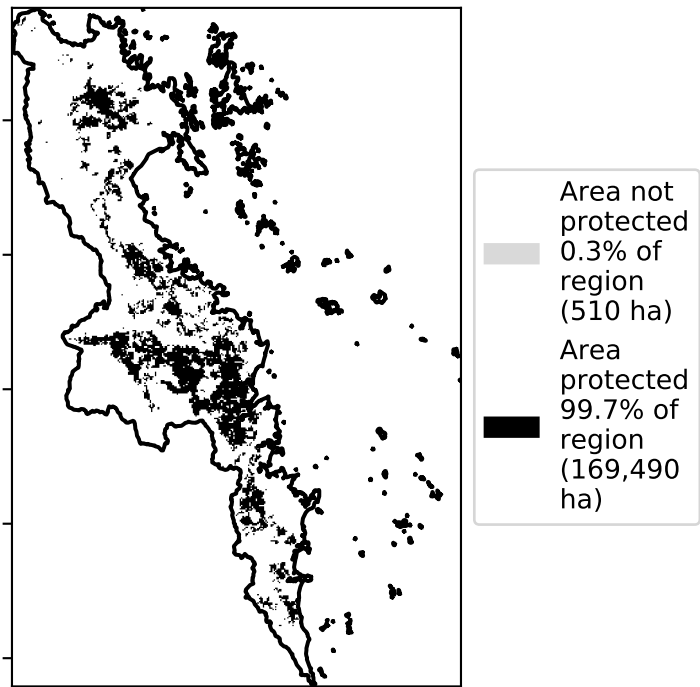 Area not
protected
0.3% of
region
(510 ha)
Area
protected
99.7% of
region
(169,490
ha)